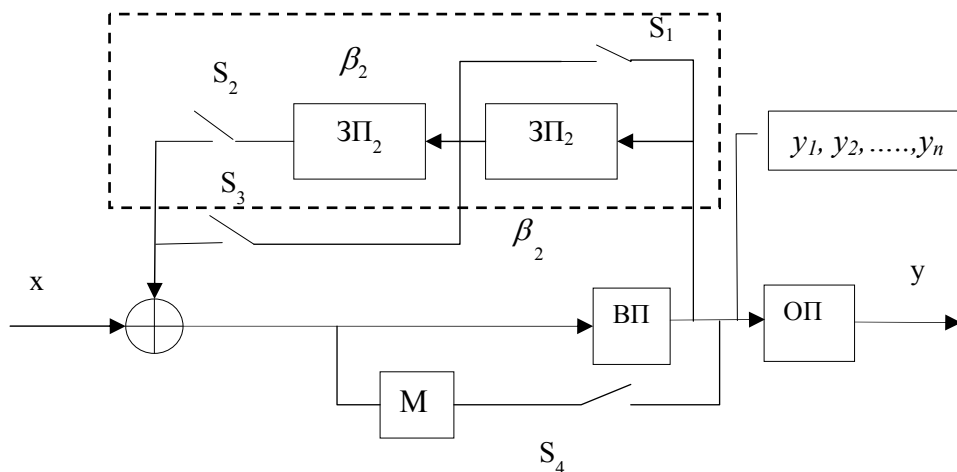 S1
β2
S2
ЗП2
ЗП2
y1, y2, .....,yn
S3
β2
x
y
ВП
ОП
М
S4